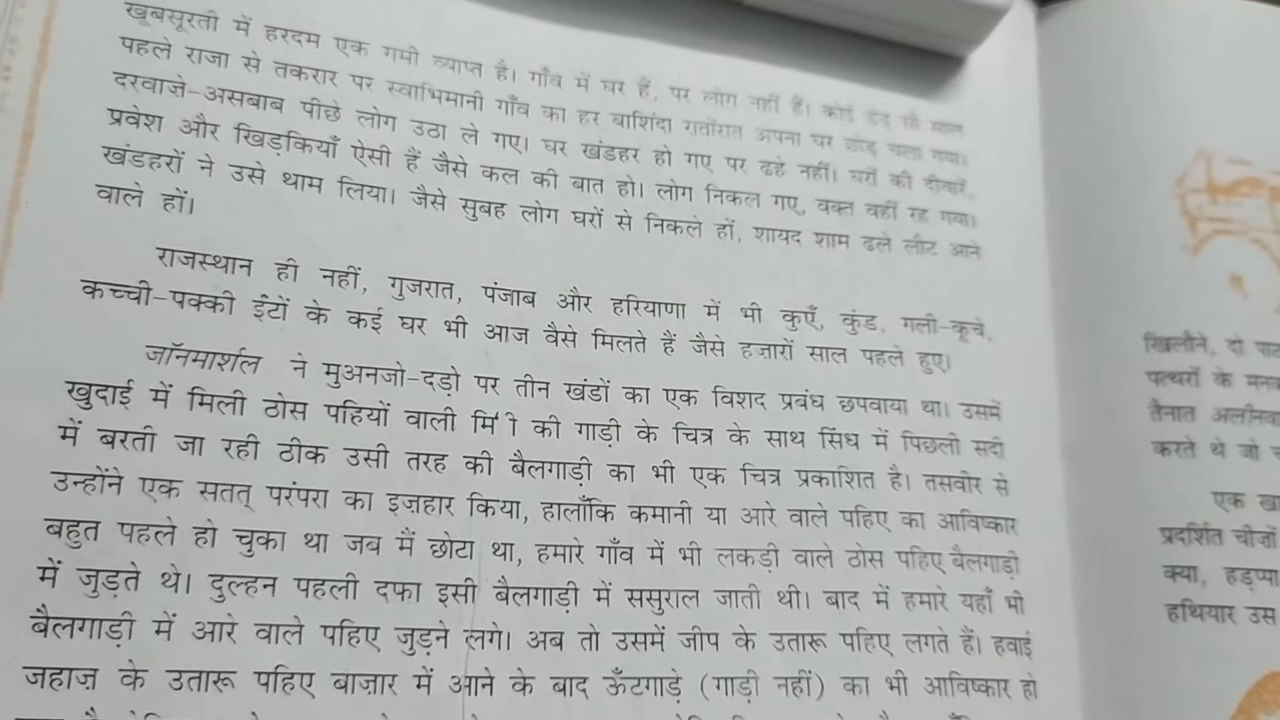 खूबसूरती में हरदम एक गमी व्याप्त है। गाँव में घर हैं, पर लोग नहीं हैं। कोई डेढ़ सौ साल
पहले राजा से तकरार पर स्वाभिमानी गाँव का हर बाशिंदा रातोंरात अपना घर छोड़ चला गया।
दरवाज़े-असबाब पीछे लोग उठा ले गए। घर खंडहर हो गए पर ढहे नहीं। घरों की दीवारें,
प्रवेश और खिड़कियाँ ऐसी हैं जैसे कल की बात हो। लोग निकल गए, वक्त वहीं रह गया।
खंडहरों ने उसे थाम लिया। जैसे सुबह लोग घरों से निकले हों, शायद शाम ढले लौट आने
वाले हों।
राजस्थान ही नहीं, गुजरात, पंजाब और हरियाणा में भी कुएँ, कुंड, गली-कूचे,
कच्ची-पक्की ईंटों के कई घर भी आज वैसे मिलते हैं जैसे हज़ारों साल पहले हुए।
जॉनमार्शल ने मुअनजो-दड़ो पर तीन खंडों का एक विशद प्रबंध छपवाया था। उसमें
खुदाई में मिली ठोस पहियों वाली की गाड़ी के चित्र के साथ सिंध में पिछली सदी
में बरती जा रही ठीक उसी तरह की बैलगाड़ी का भी एक चित्र प्रकाशित है। तसवीर से
उन्होंने एक सतत् परंपरा का इज़हार किया, हालाँकि कमानी या आरे वाले पहिए का आविष्कार
बहुत पहले हो चुका था जब मैं छोटा था, हमारे गाँव में भी लकड़ी वाले ठोस पहिए बैलगाड़ी
में जुड़ते थे। दुल्हन पहली दफा इसी बैलगाड़ी में ससुराल जाती थी। बाद में हमारे यहाँ भी
बैलगाड़ी में आरे वाले पहिए जुड़ने लगे। अब तो उसमें जीप के उतारू पहिए लगते हैं। हवाई
जहाज़ के उतारू पहिए बाज़ार में आने के बाद ऊँटगाड़े (गाड़ी नहीं) का भी आविष्कार हो
खिलौने, दो
पत्थरों के
तैनात
करते थे जो
एक
प्रदर्शित चीज़ों
क्या, हड़प्पा
हथियार उस